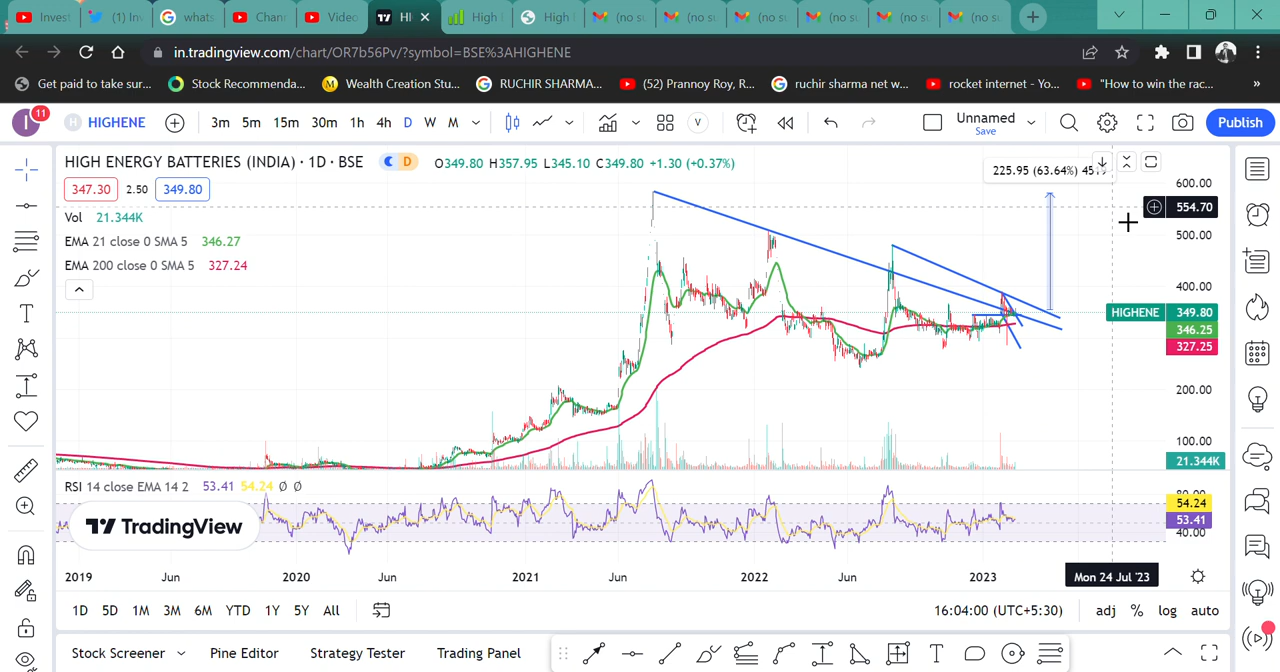 Invest
(1) In
whats
Chan
Video
HI
High
High
(no su
(no su
(no su
(no su
(no su
(no su
in.tradingview.com/chart/OR7b56Pv/?symbol=BSE%3AHIGHENE
Get paid to take sur...
Stock Recommenda...
Wealth Creation Stu...
RUCHIR SHARMA...
(52) Prannoy Roy, R...
ruchir sharma net w...
rocket internet - Yo...
"How to win the rac...
»
I
11
H
HIGHENE
3m 5m 15m 30m 1h 4h D W M
V
Unnamed
Save
Publish
HIGH ENERGY BATTERIES (INDIA) · 1D · BSE
D
O349.80 H357.95 L345.10 C349.80 +1.30 (+0.37%)
347.30 2.50 349.80
Vol 21.344K
EMA 21 close 0 SMA 5 346.27
EMA 200 close 0 SMA 5 327.24
225.95 (63.64%)
600.00
554.70
500.00
400.00
HIGHENE 349.80
346.25
327.25
200.00
100.00
21.344K
RSI 14 close EMA 14 2 53.41 54.24 Ø Ø
54.24
53.41
40.00
TradingView
2019 Jun 2020 Jun 2021 Jun 2022 Jun 2023
Mon 24 Jul '23
1D 5D 1M 3M 6M YTD 1Y 5Y All
16:04:00 (UTC+5:30)
adj % log auto
Stock Screener
Pine Editor
Strategy Tester
Trading Panel